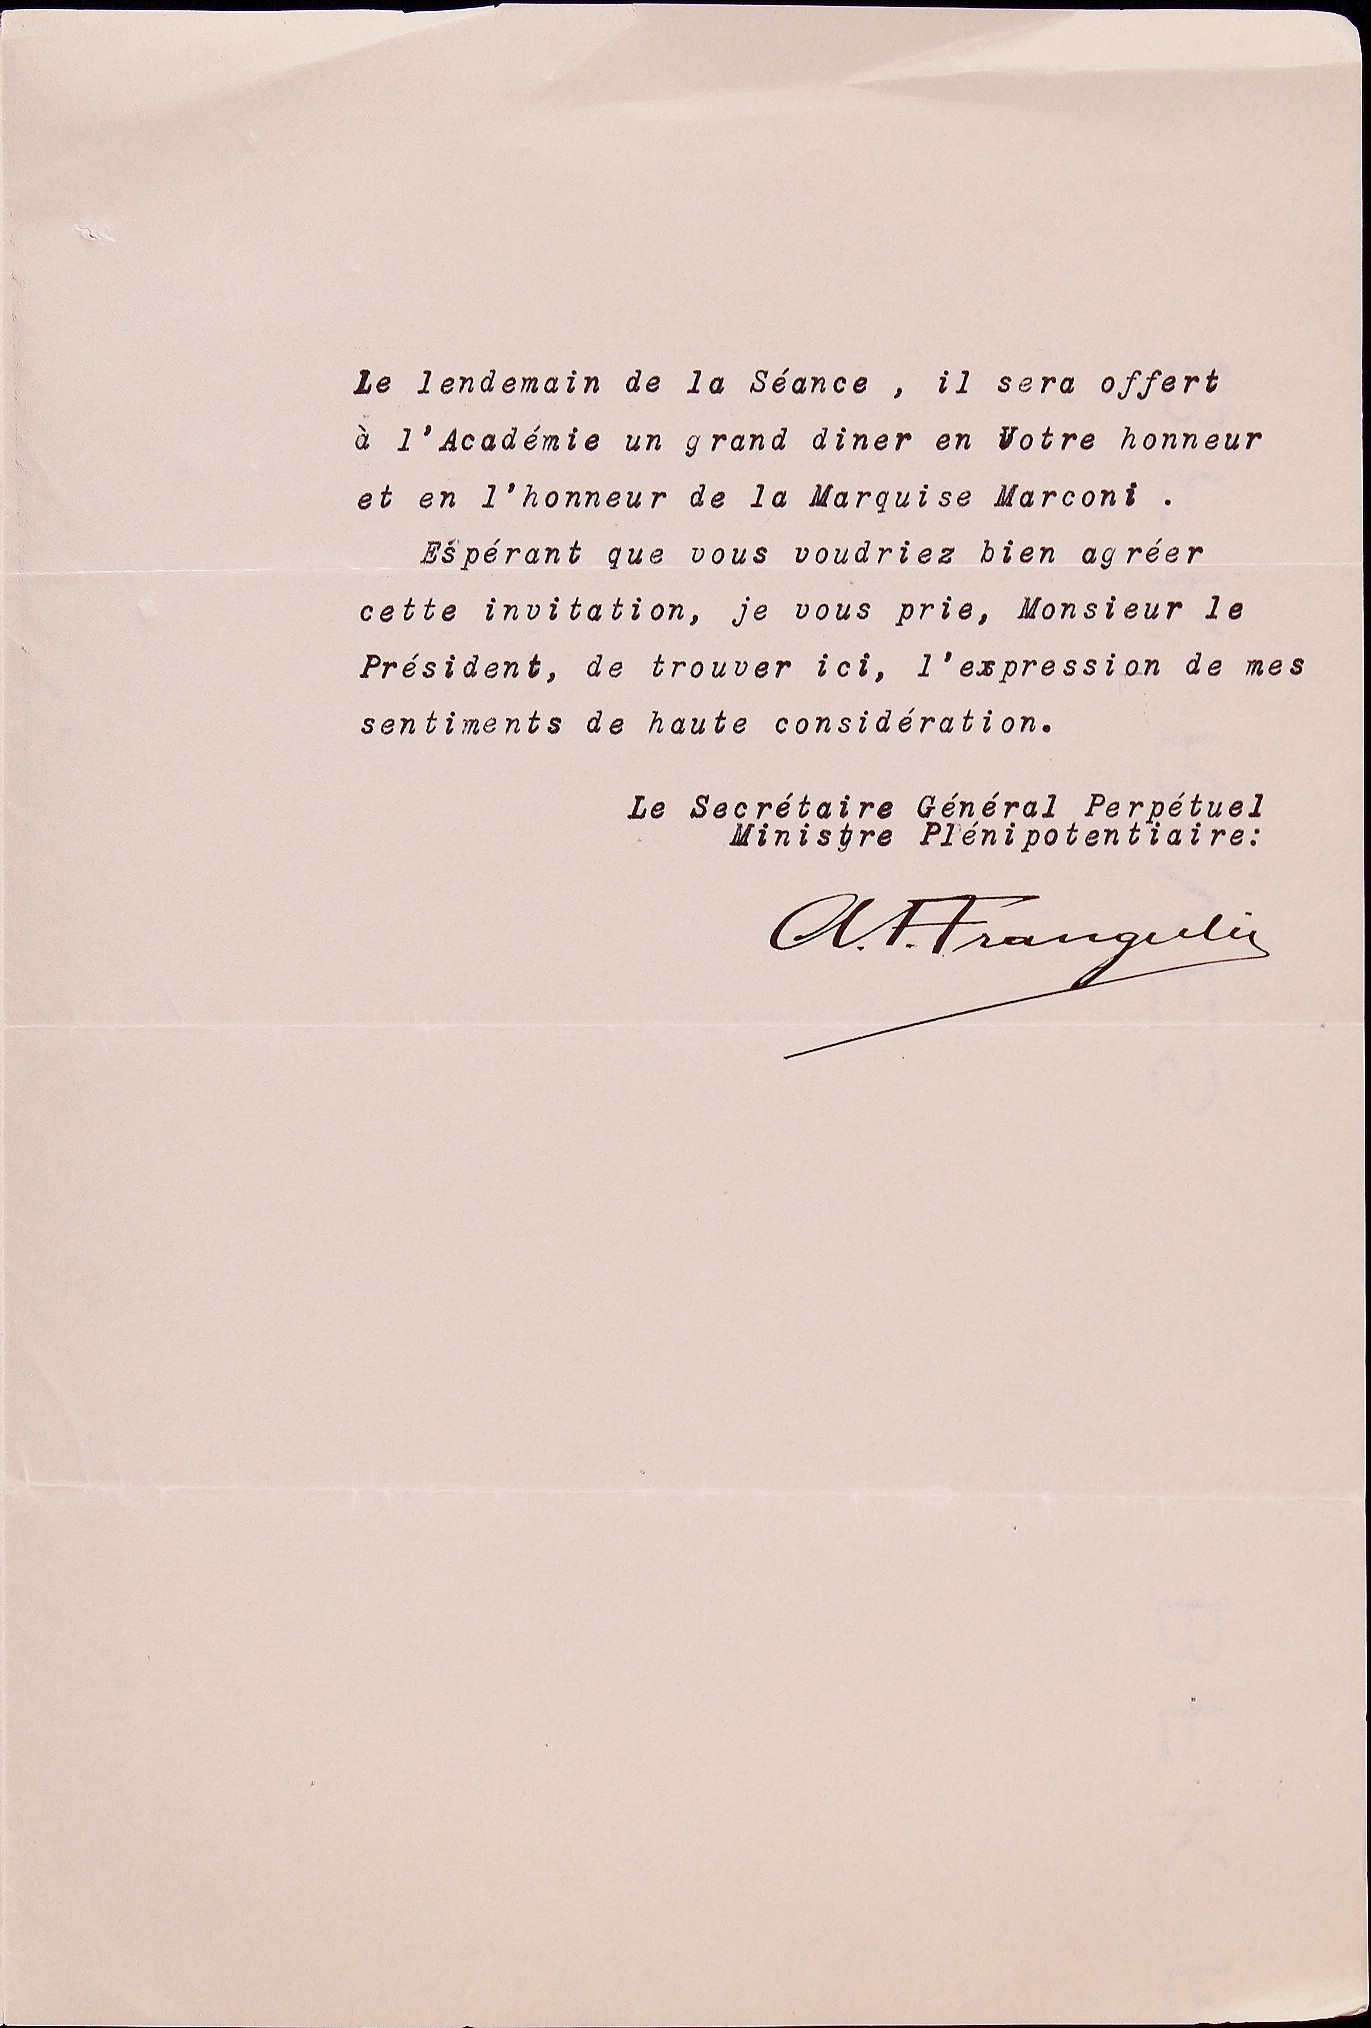 Le lendemain de la Séance , il sera offert
à l'Académie un grand diner en Votre honneur
et en l'honneur de la Marquise Marconi .
Espérant que vous voudriez bien agréer
cette invitation, je vous prie, Monsieur le
Président, de trouver ici, l'expression de mes
sentiments de haute considération.
Le Secrétaire Général Perpétuel
Ministre Plénipotentiaire:
A. F. Frangulis